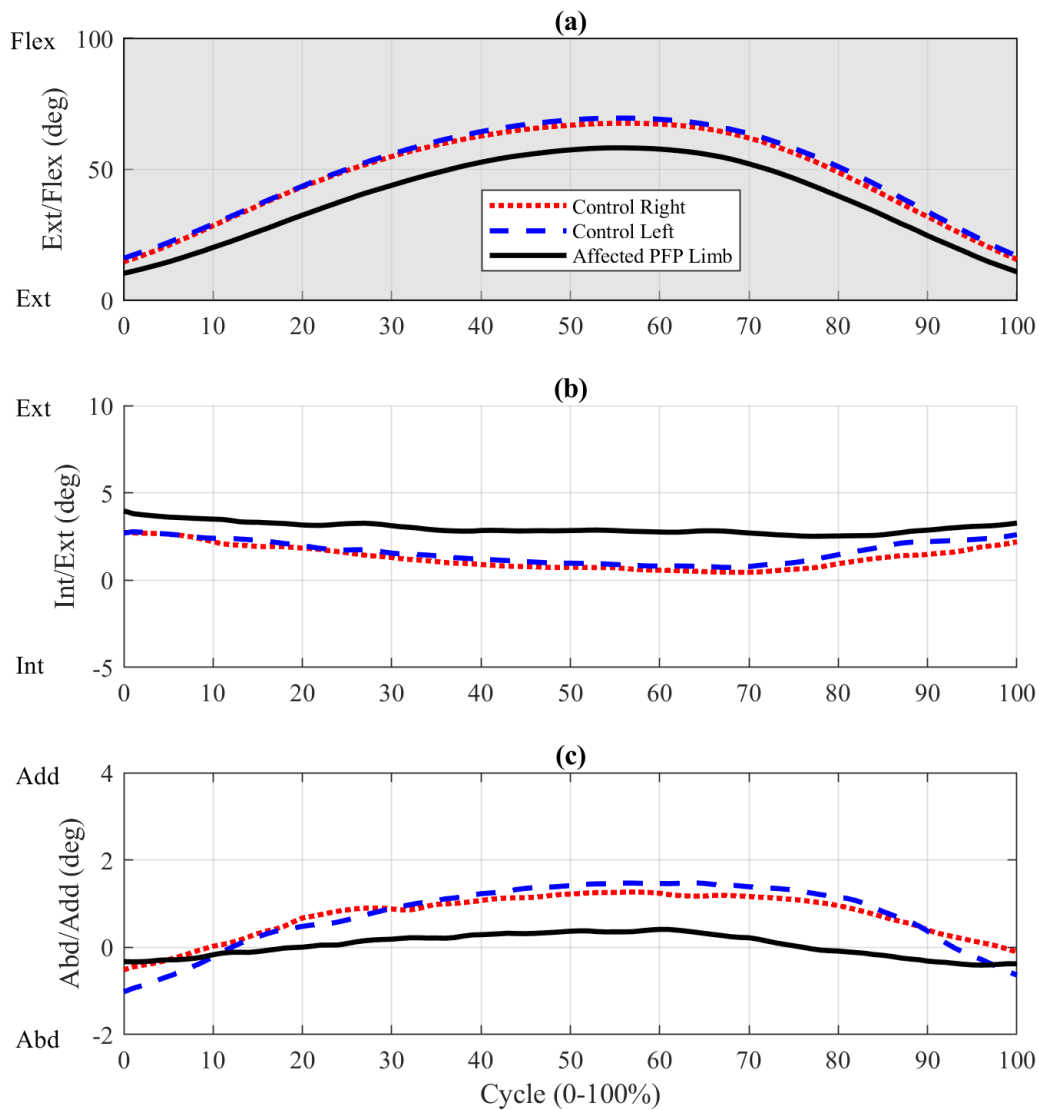 (a)
Flex
100
Ext/Flex (deg)
50
Control Right
Control Left
Affected PFP Limb
Ext
0
0 10 20 30 40 50 60 70 80 90 100
(b)
Ext
10
Int/Ext (deg)
5
0
Int
-5
0 10 20 30 40 50 60 70 80 90 100
(c)
Add
4
Abd/Add (deg)
2
0
Abd
-2
0 10 20 30 40 50 60 70 80 90 100
Cycle (0-100%)